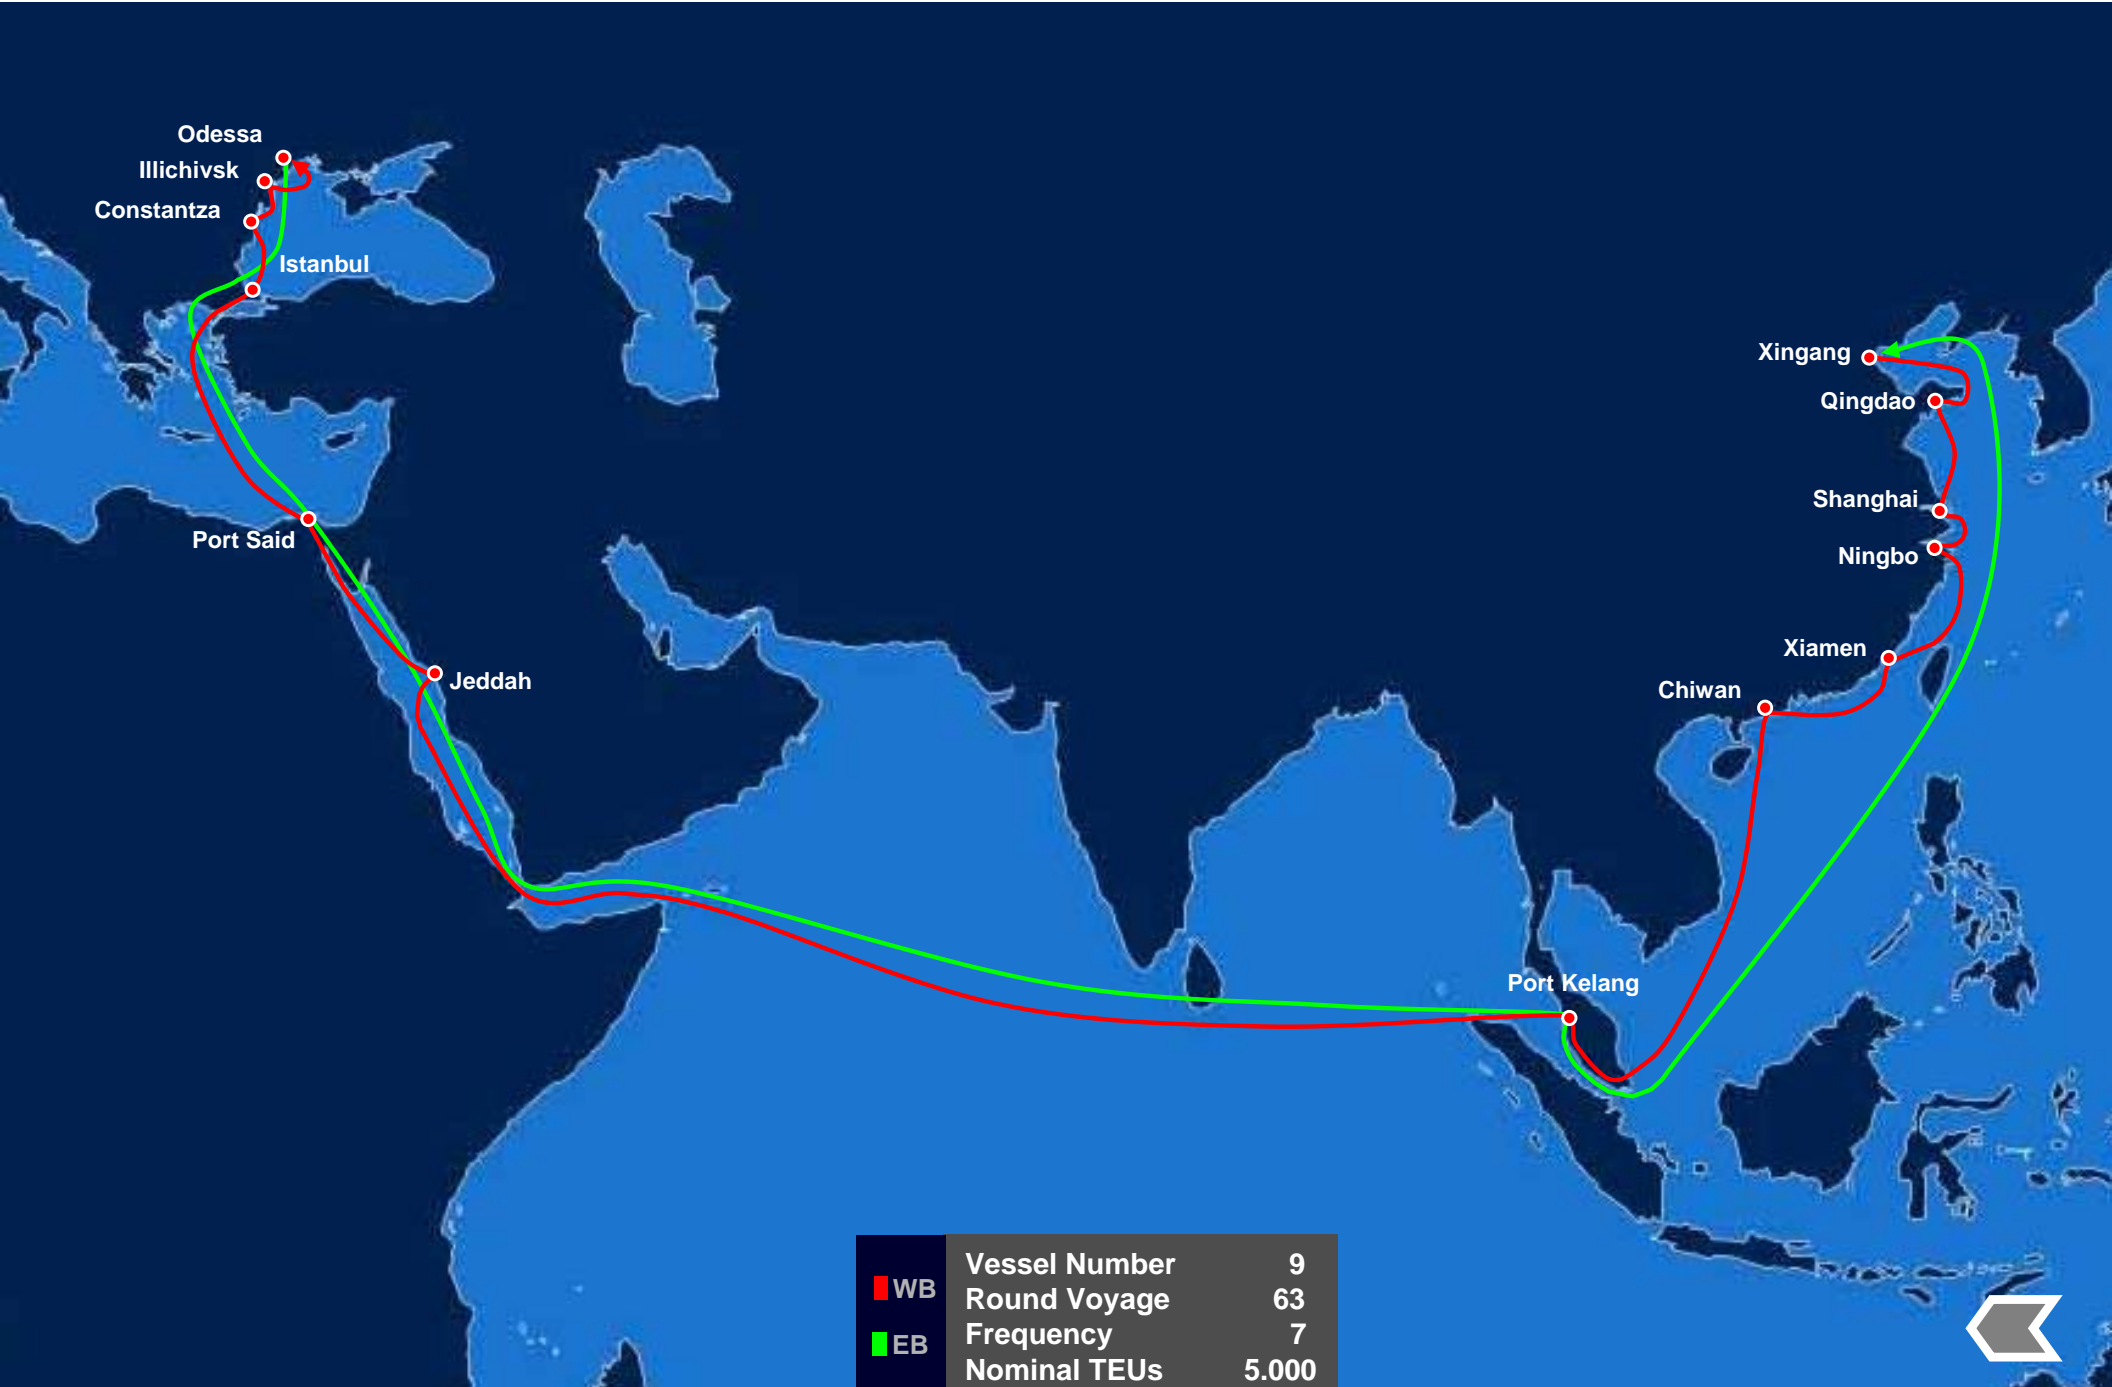 Odessa
Illichivsk
Constantza
Istanbul
Port Said
Jeddah
Xingang
Qingdao
Shanghai
Ningbo
Xiamen
Chiwan
Port Kelang
WB
EB
Vessel Number 9
Round Voyage 63
Frequency 7
Nominal TEUs 5.000